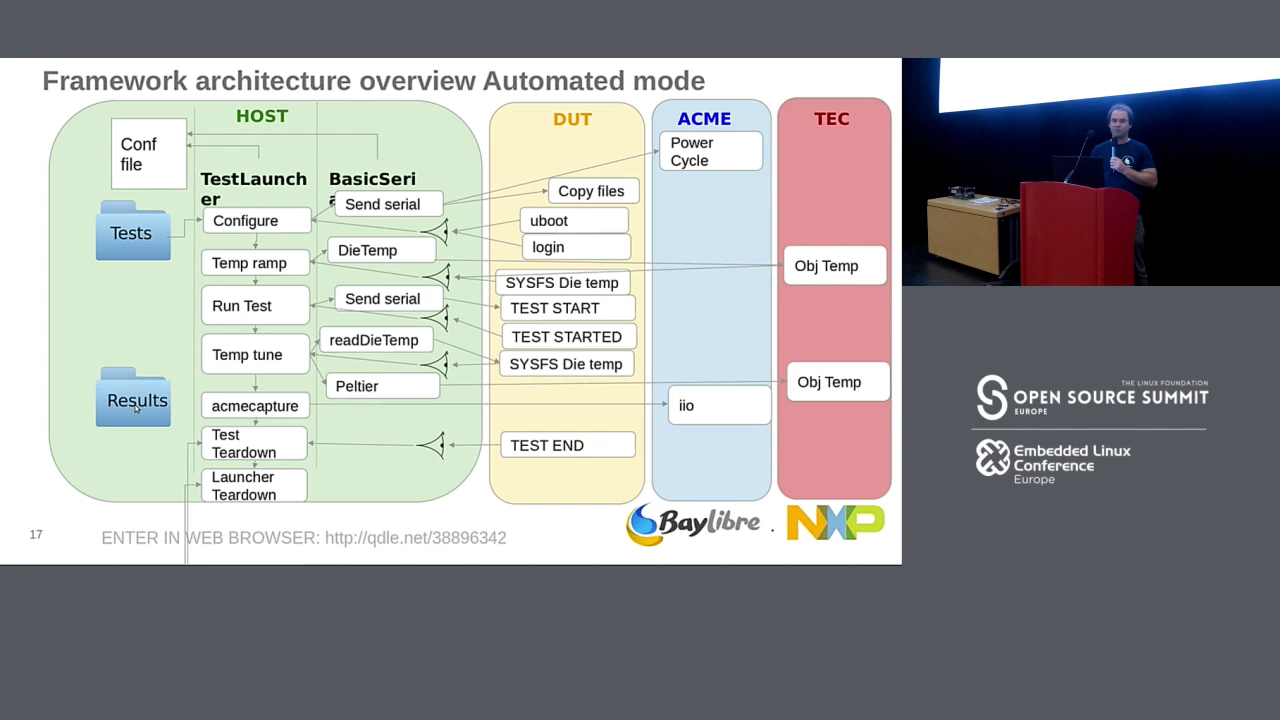 Framework architecture overview Automated mode
HOST
DUT
ACME
TEC
Conf
file
TestLaunch
er
BasicSeri
Tests
Results
Configure
Temp ramp
Run Test
Temp tune
acmecapture
Test
Teardown
Launcher
Teardown
Send serial
DieTemp
Send serial
readDieTemp
Peltier
Copy files
uboot
login
SYSFS Die temp
TEST START
TEST STARTED
SYSFS Die temp
TEST END
Power
Cycle
iio
Obj Temp
Obj Temp
17
ENTER IN WEB BROWSER: http://qdle.net/38896342
Baylibre
.
NXP
THE LINUX FOUNDATION
OPEN SOURCE SUMMIT
EUROPE
Embedded Linux
Conference
Europe